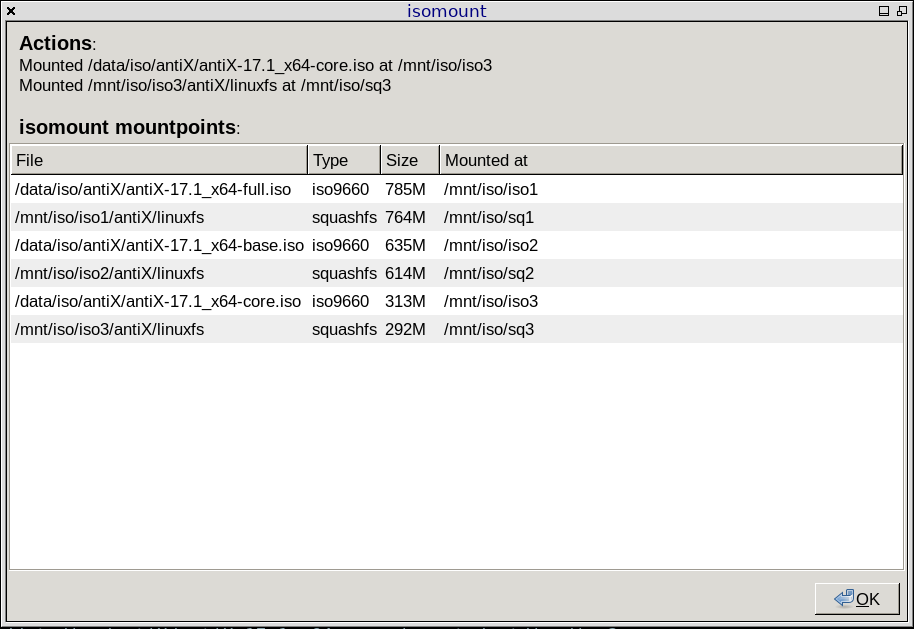 isomount
Actions:
Mounted /data/iso/antiX/antiX-17.1_x64-core.iso at /mnt/iso/iso3
Mounted /mnt/iso/iso3/antiX/linuxfs at /mnt/iso/sq3
isomount mountpoints:
File Type Size Mounted at
/data/iso/antiX/antiX-17.1_x64-full.iso iso9660 785M /mnt/iso/iso1
/mnt/iso/iso1/antiX/linuxfs squashfs 764M /mnt/iso/sq1
/data/iso/antiX/antiX-17.1_x64-base.iso iso9660 635M /mnt/iso/iso2
/mnt/iso/iso2/antiX/linuxfs squashfs 614M /mnt/iso/sq2
/data/iso/antiX/antiX-17.1_x64-core.iso iso9660 313M /mnt/iso/iso3
/mnt/iso/iso3/antiX/linuxfs squashfs 292M /mnt/iso/sq3
OK